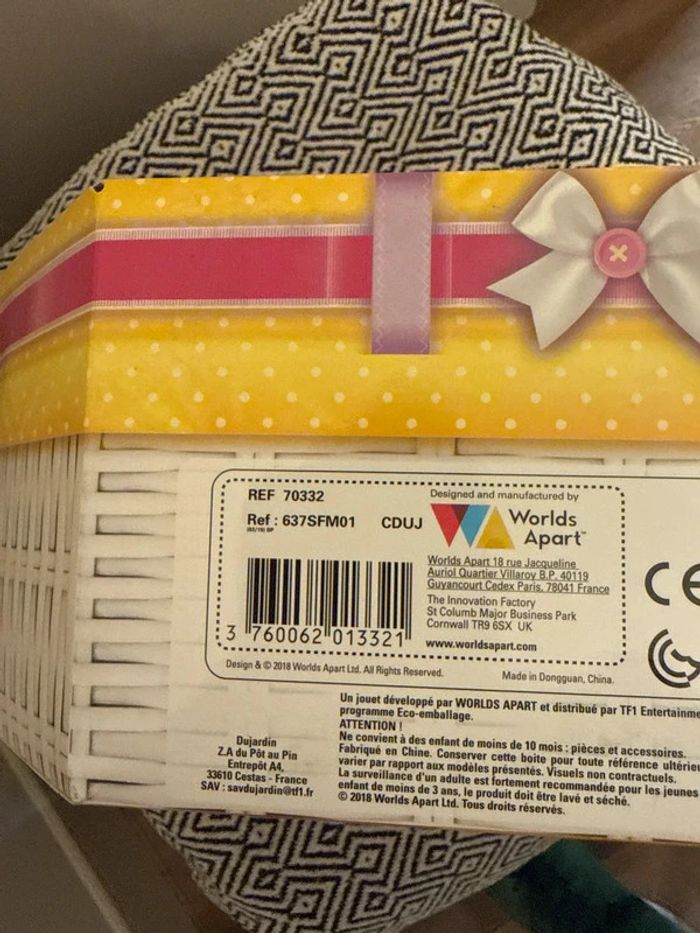 REF 70332
Ref : 637SFM01 CDUJ
Designed and manufactured by
Worlds
Apart™
Worlds Apart 18 rue Jacqueline
Auriol Quartier Villaroy B.P. 40119
Guyancourt Cedex Paris, 78041 France
The Innovation Factory
St Columb Major Business Park
Cornwall TR9 6SX UK
www.worldsapart.com
3 760062 013321
Design & © 2018 Worlds Apart Ltd. All Rights Reserved.
Made in Dongguan, China.
CE
Dujardin
Z.A du Pôt au Pin
Entrepôt A4,
33610 Cestas - France
SAV : savdujardin@tf1.fr
Un jouet développé par WORLDS APART et distribué par TF1
programme Eco-emballage.
ATTENTION !
Ne convient à des enfant de moins de 10 mois : pièces et accessoires.
Fabriqué en Chine. Conserver cette boite pour toute référence
varier par rapport aux modèles présentés. Visuels non contractuels.
La surveillance d'un adulte est fortement recommandée pour les jeunes
enfant de moins de 3 ans, le produit doit être lavé et séché.
© 2018 Worlds Apart Ltd. Tous droits réservés.